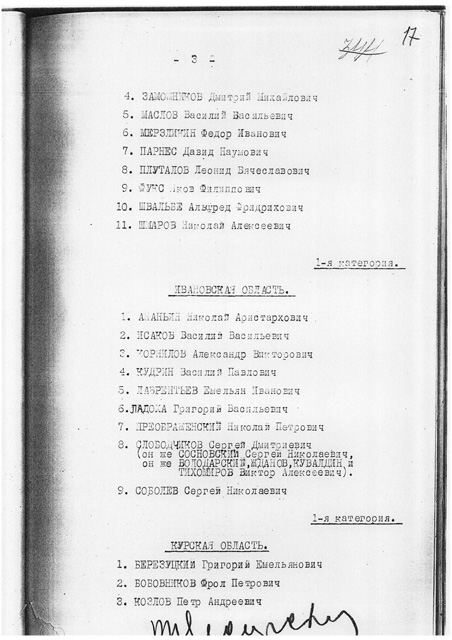 17
- 3 -
4. ЗАМОШНИКОВ Дмитрий Михайлович
5. МАСЛОВ Василий Васильевич
6. МЕРЗЛИКИН Федор Иванович
7. ПАРНЕС Давид Наумович
8. ПЛУТАЛОВ Леонид Вячеславович
9. ФУКС Яков Филиппович
10. ШВАЛЬБЕ Альфред Фридрихович
11. ШМАРОВ Николай Алексеевич
1-я категория.
ИВАНОВСКАЯ ОБЛАСТЬ.
1. АНАНЬИН Николай Аристархович
2. ИСАКОВ Василий Васильевич
3. КОРНИЛОВ Александр Викторович
4. КУДРИН Василий Павлович
5. ЛАВРЕНТЬЕВ Емельян Иванович
6. ЛАДОХА Григорий Васильевич
7. ПРЕОБРАЖЕНСКИЙ Николай Петрович
8. СЛОБОДЧИКОВ Сергей Дмитриевич
(он же СОСНОВСКИЙ Сергей Николаевич,
он же ВОЛОДАРСКИЙ, ЖДАНОВ, КУВАЛДИН и
ТИХОМИРОВ Виктор Алексеевич).
9. СОБОЛЕВ Сергей Николаевич
1-я категория.
КУРСКАЯ ОБЛАСТЬ.
1. БЕРЕЗУЦКИЙ Григорий Емельянович
2. БОБОВНИКОВ Фрол Петрович
3. КОЗЛОВ Петр Андреевич